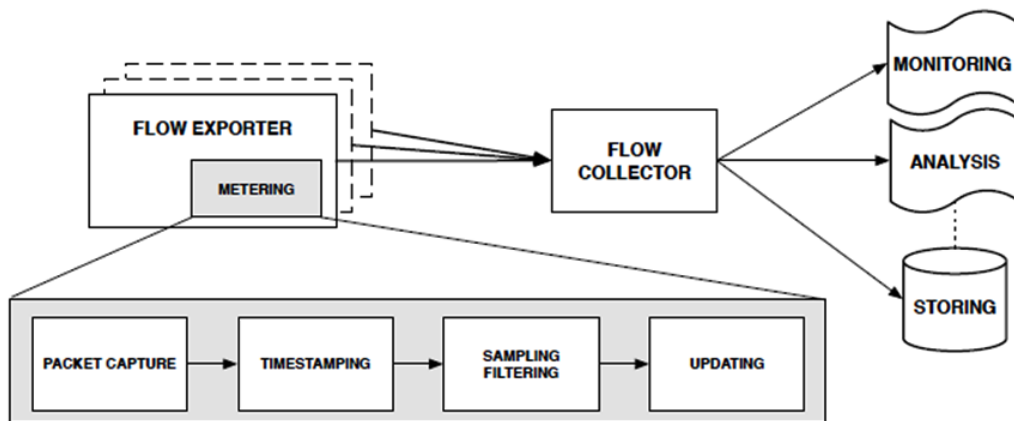 FLOW EXPORTER
METERING
FLOW
COLLECTOR
MONITORING
ANALYSIS
STORING
PACKET CAPTURE
TIMESTAMPING
SAMPLING
FILTERING
UPDATING